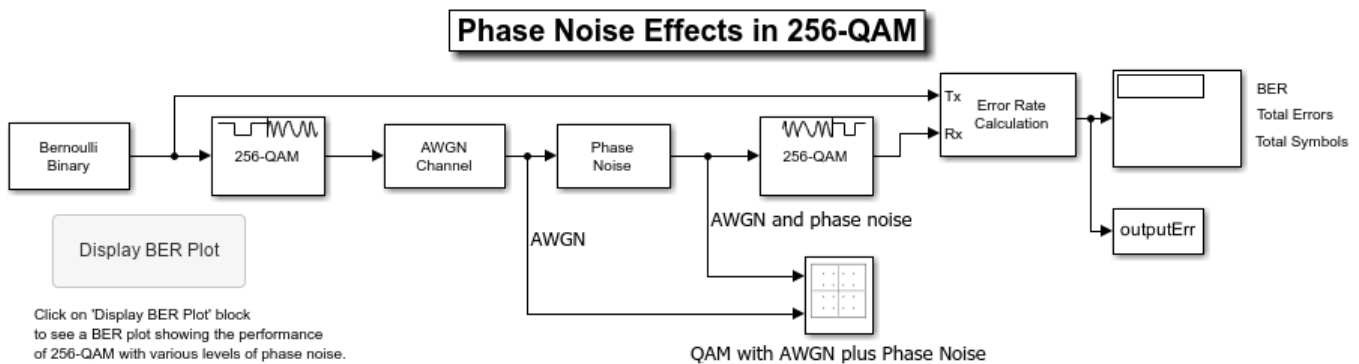 Phase Noise Effects in 256-QAM
Bernoulli
Binary
256-QAM
AWGN
Channel
Phase
Noise
256-QAM
Tx
Rx
Error Rate
Calculation
BER
Total Errors
Total Symbols
outputErr
AWGN
AWGN and phase noise
QAM with AWGN plus Phase Noise
Display BER Plot
Click on 'Display BER Plot' block
to see a BER plot showing the performance
of 256-QAM with various levels of phase noise.